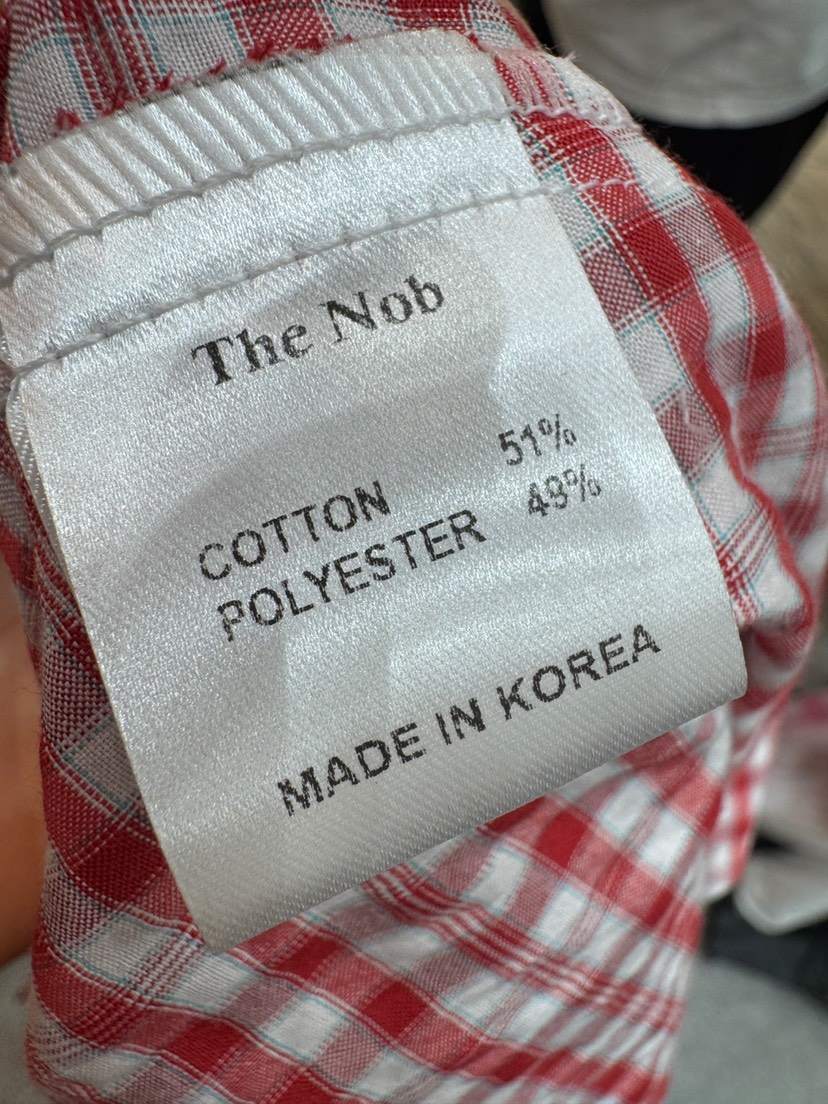 The Nob
COTTON 51%
POLYESTER 49%
MADE IN KOREA